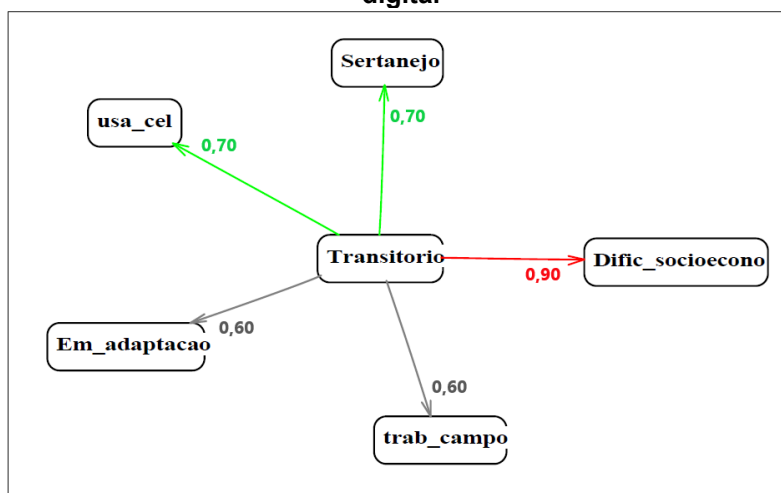 digital
Sertanejo
usa_cel
0,70
0,70
Transitorio
Dific_socioecono
0,90
Em_adaptacao
0,60
0,60
trab_campo